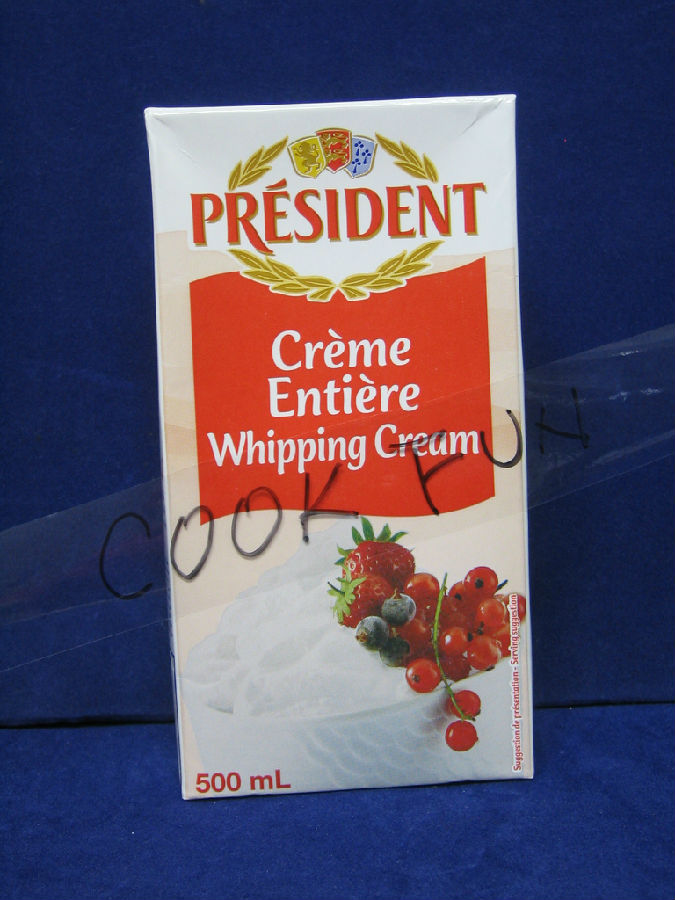 PRÉSIDENT
Crème
Entière
Whipping Cream
COOK FUN
500 mL
Suggestion de présentation - Serving suggestion